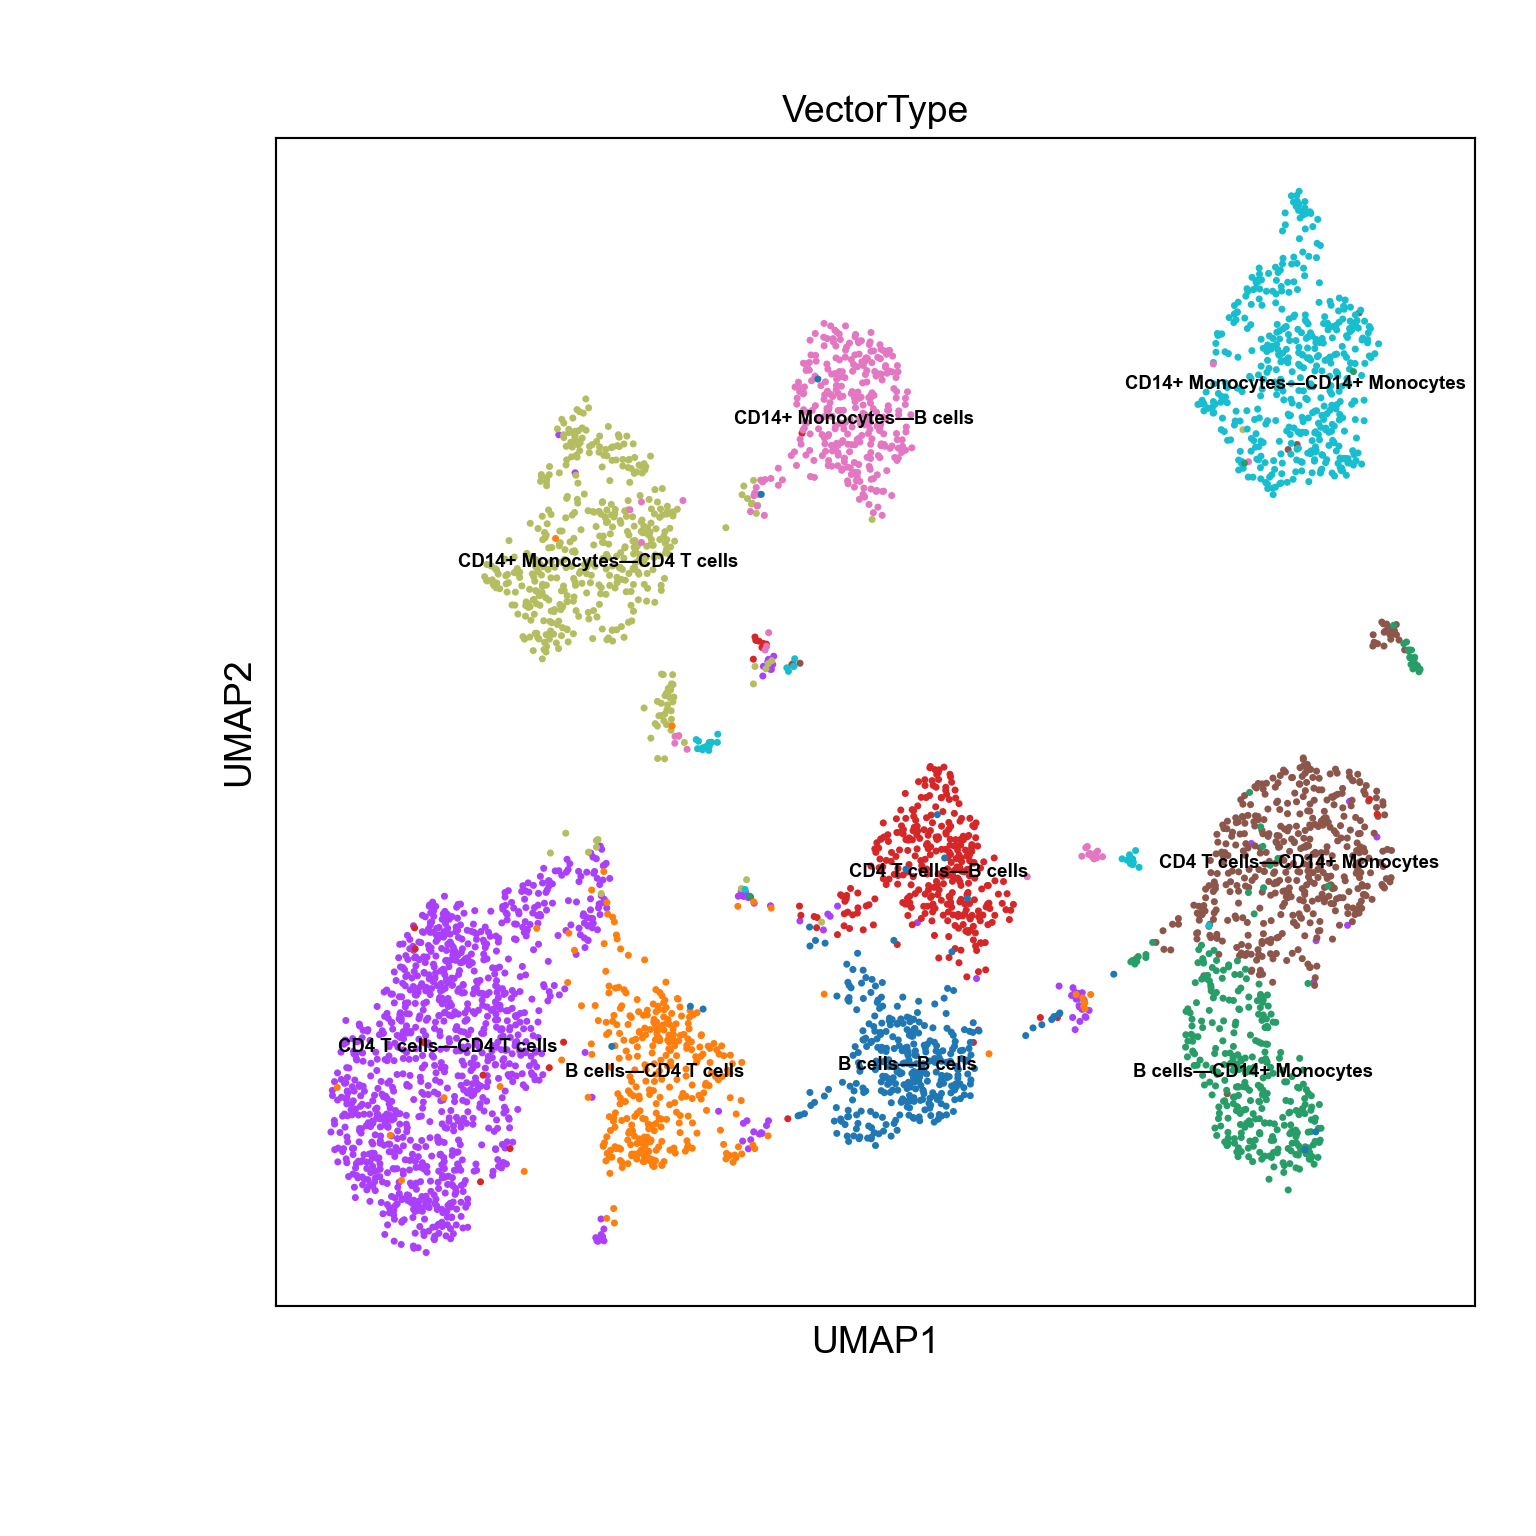 VectorType
CD14+ Monocytes—CD14+ Monocytes
CD14+ Monocytes—B cells
CD14+ Monocytes—CD4 T cells
CD4 T cells—CD14+ Monocytes
CD4 T cells—B cells
CD4 T cells—CD4 T cells
B cells—B cells
B cells—CD4 T cells
B cells—CD14+ Monocytes
UMAP2
UMAP1